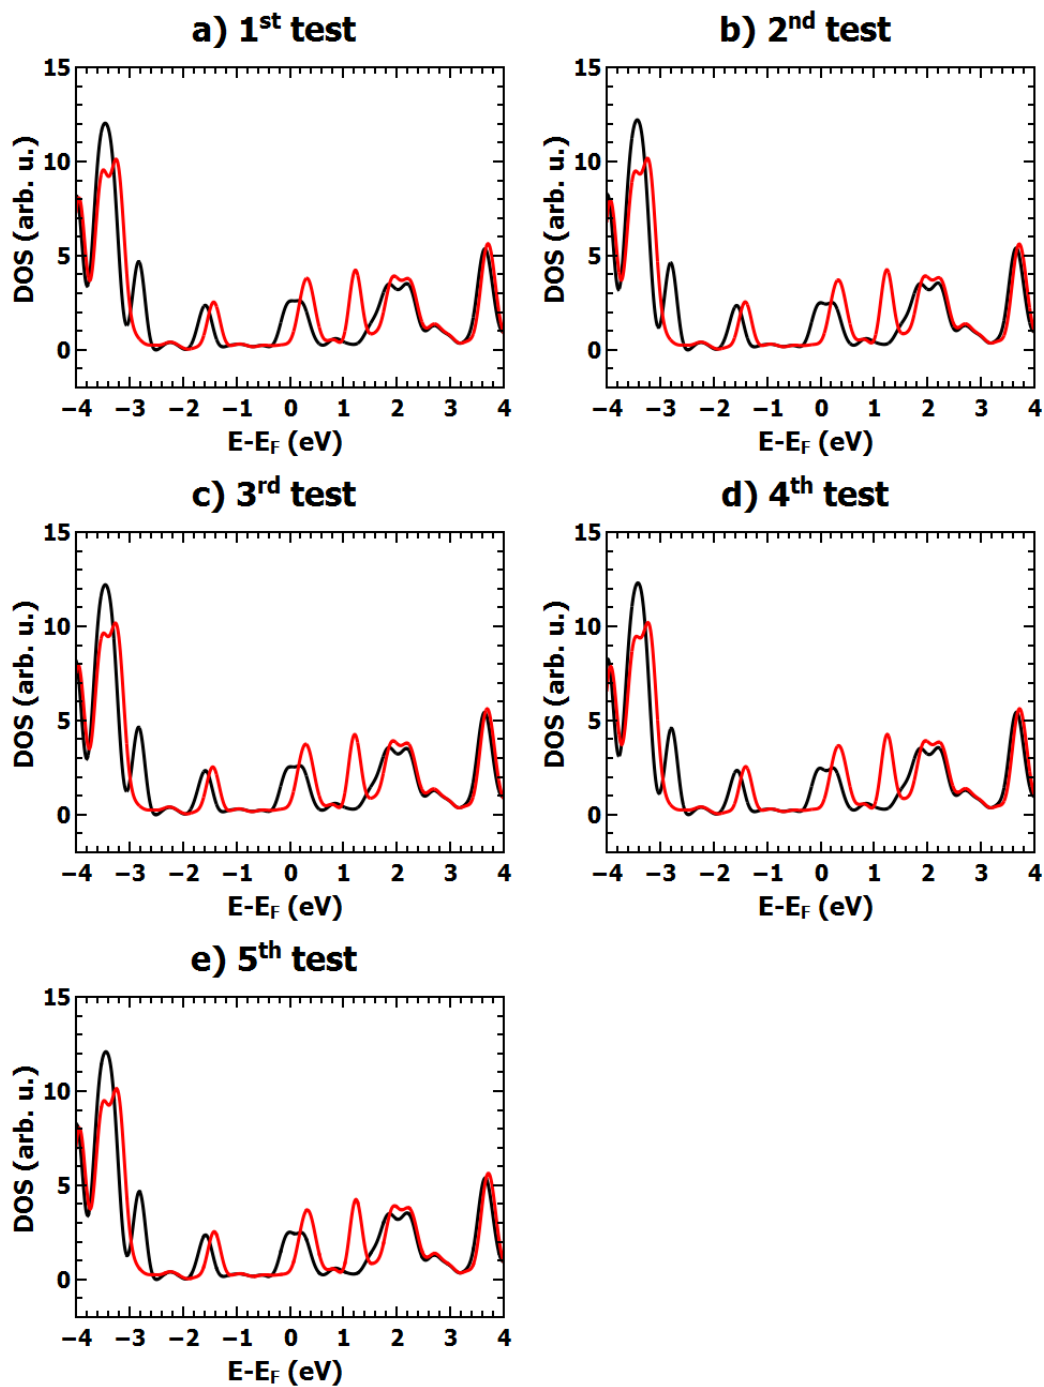 a) 1st test
15
10
5
0
DOS (arb. u.)
−4 −3 −2 −1 0 1 2 3 4
E-EF (eV)
b) 2nd test
15
10
5
0
DOS (arb. u.)
−4 −3 −2 −1 0 1 2 3 4
E-EF (eV)
c) 3rd test
15
10
5
0
DOS (arb. u.)
−4 −3 −2 −1 0 1 2 3 4
E-EF (eV)
d) 4th test
15
10
5
0
DOS (arb. u.)
−4 −3 −2 −1 0 1 2 3 4
E-EF (eV)
e) 5th test
15
10
5
0
DOS (arb. u.)
−4 −3 −2 −1 0 1 2 3 4
E-EF (eV)